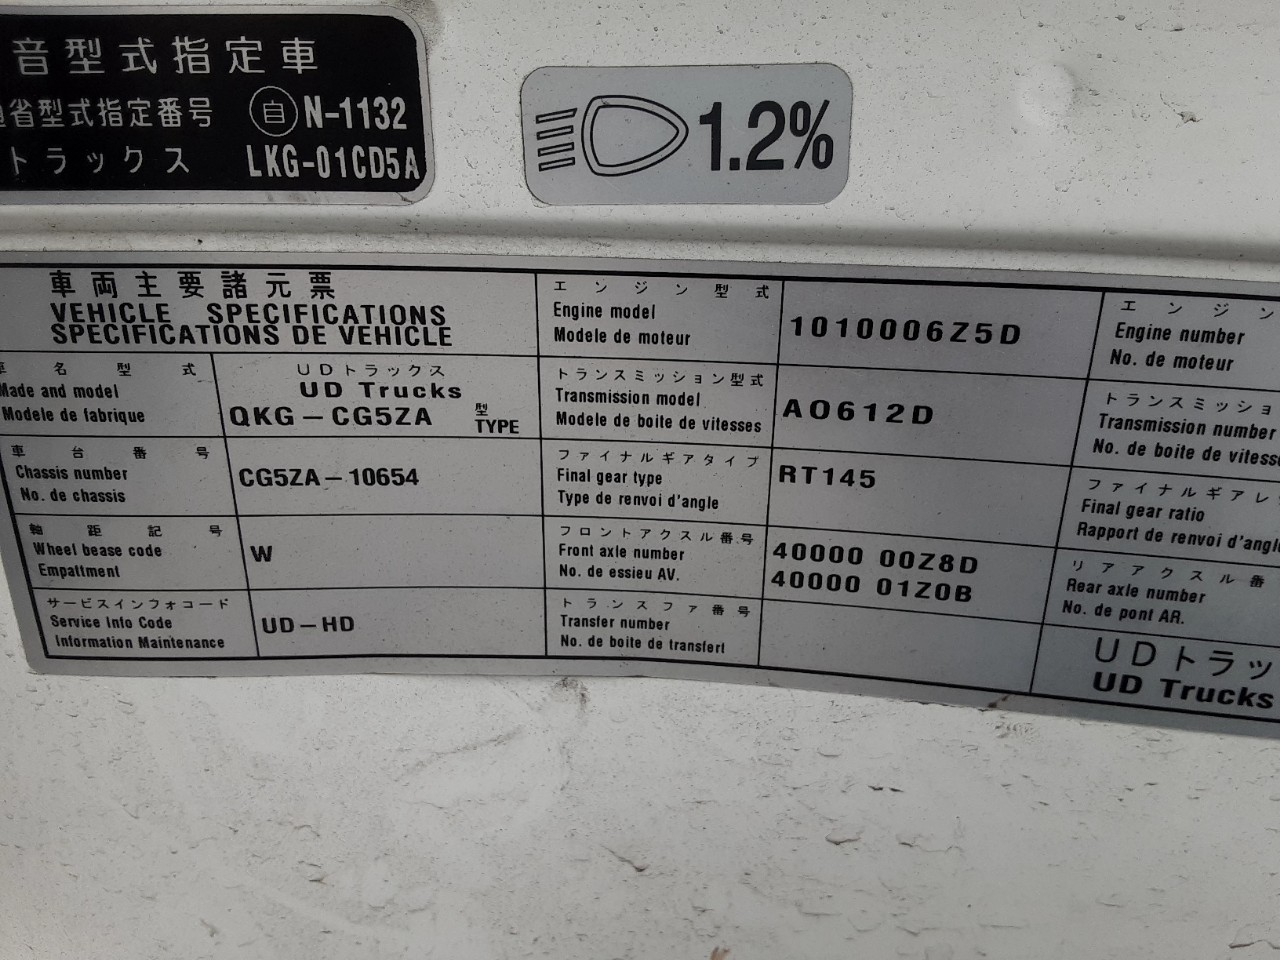 音型式指定車
省型式指定番号 自 N-1132
トラックス LKG-01CD5A
1.2%
車両主要諸元票
VEHICLE SPECIFICATIONS
SPECIFICATIONS DE VEHICLE
車名型式
Made and model
Modele de fabrique
UDトラックス
UD Trucks
QKG-CG5ZA 型 TYPE
車台番号
Chassis number
No. de chassis
CG5ZA-10654
軸距記号
Wheel bease code
Empattment
W
サービスインフォコード
Service Info Code
Information Maintenance
UD-HD
エンジン型式
Engine model
Modele de moteur
1010006Z5D
トランスミッション型式
Transmission model
Modele de boite de vitesses
AO612D
ファイナルギアタイプ
Final gear type
Type de renvoi d'angle
RT145
フロントアクスル番号
Front axle number
No. de essieu AV.
40000 00Z8D
40000 01Z0B
トランスファ番号
Transfer number
No. de boite de transfert
エンジン
Engine number
No. de moteur
トランスミッショ
Transmission number
No. de boite de vitess
ファイナルギアレ
Final gear ratio
Rapport de renvoi d'angl
リアアクスル番
Rear axle number
No. de pont AR.
UDトラッ
UD Trucks